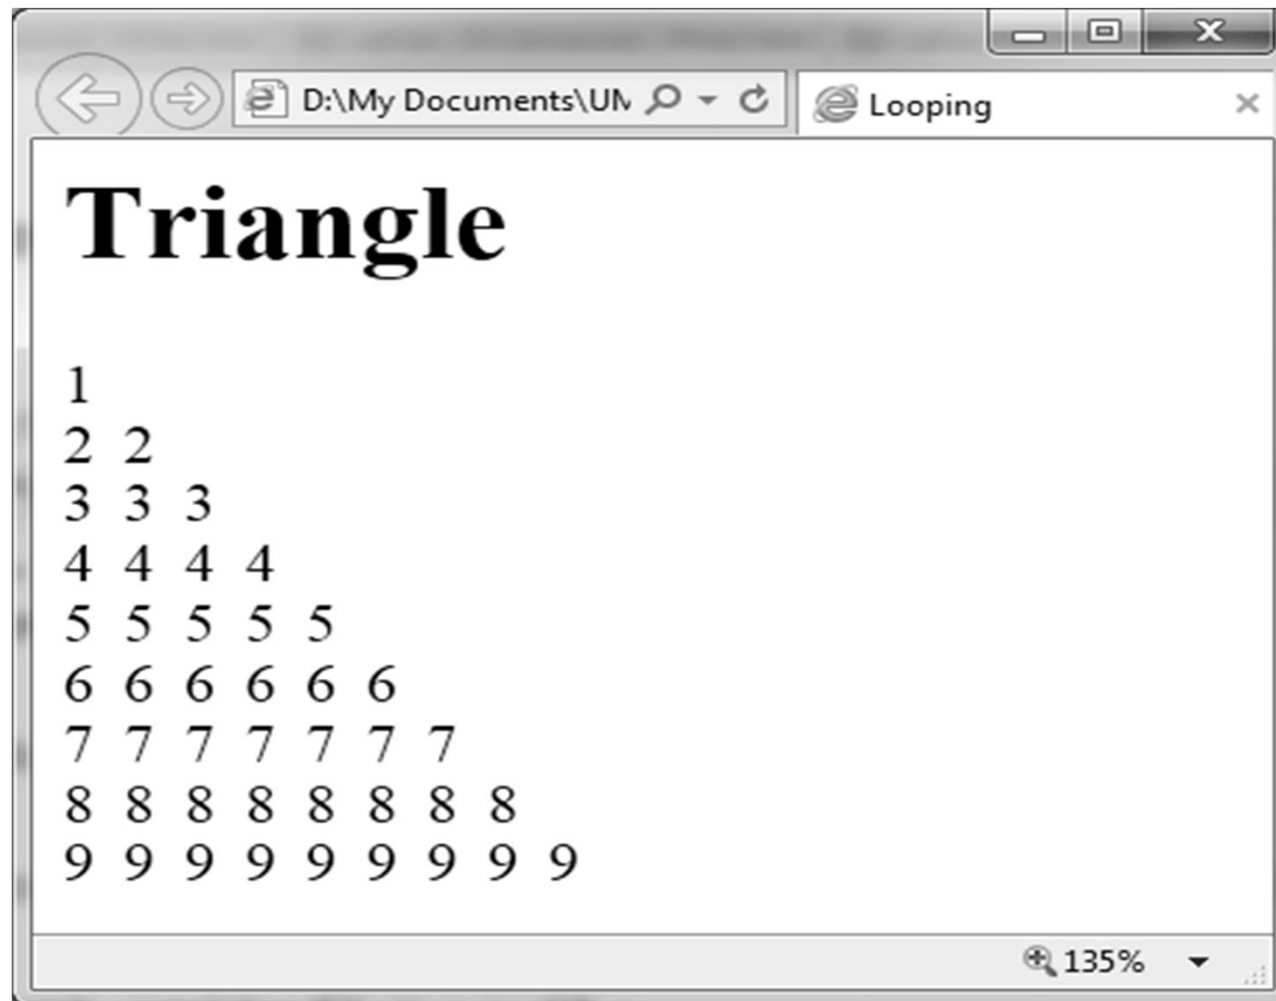 D:\My Documents\UM
Looping
Triangle
1
2 2
3 3 3
4 4 4 4
5 5 5 5 5
6 6 6 6 6 6
7 7 7 7 7 7 7
8 8 8 8 8 8 8 8
9 9 9 9 9 9 9 9 9
135%